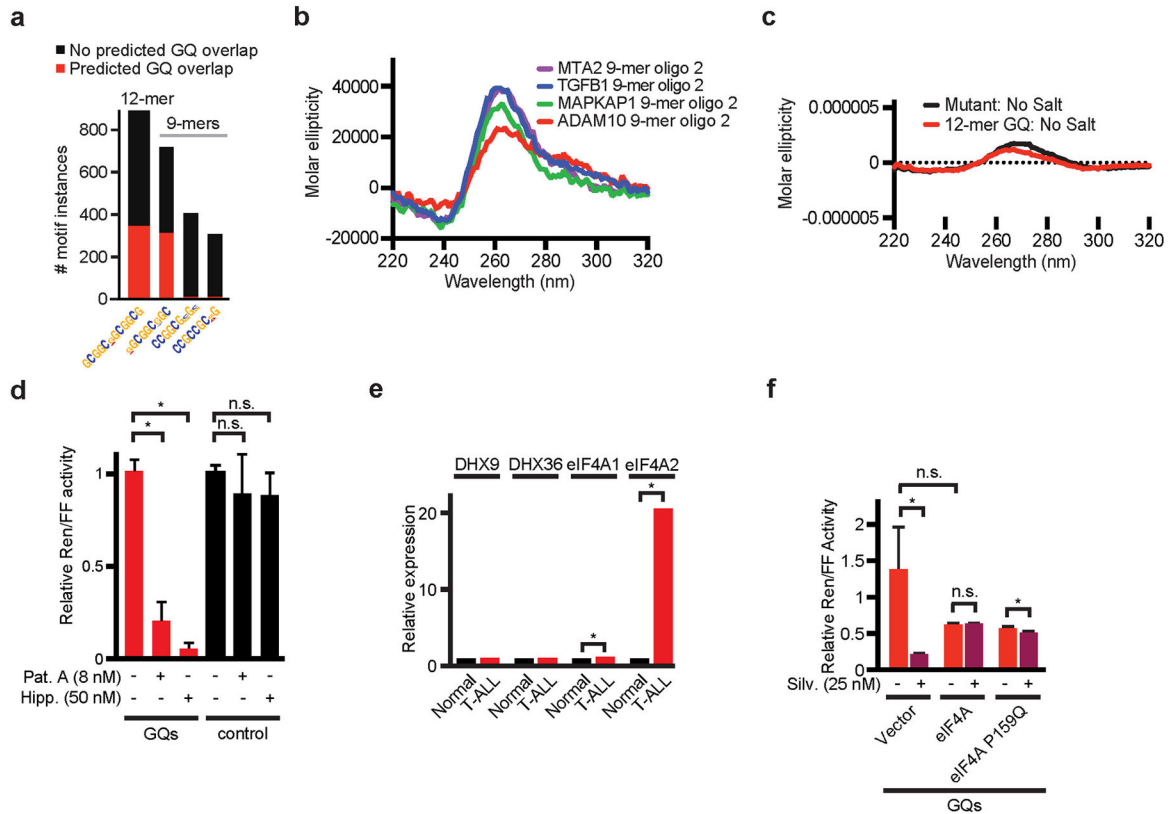 a
No predicted GQ overlap
Predicted GQ overlap
12-mer
9-mers
# motif instances
800
600
400
200
0
b
Molar ellipticity
40000
20000
0
-20000
MTA2 9-mer oligo 2
TGFB1 9-mer oligo 2
MAPKAP1 9-mer oligo 2
ADAM10 9-mer oligo 2
220 240 260 280 300 320
Wavelength (nm)
c
Molar ellipticity
0.000005
0
-0.000005
Mutant: No Salt
12-mer GQ: No Salt
220 240 260 280 300 320
Wavelength (nm)
d
Relative Ren/FF activity
1
0.5
0
* * n.s. n.s.
Pat. A (8 nM) - + - - + -
Hipp. (50 nM) - - + - - +
GQs control
e
DHX9 DHX36 eIF4A1 eIF4A2
Relative expression
20
10
0
* *
Normal T-ALL Normal T-ALL Normal T-ALL Normal T-ALL
f
Relative Ren/FF Activity
2
1.5
1
0.5
0
n.s.
* n.s. *
Silv. (25 nM) - + - + - +
Vector eIF4A eIF4A P159Q
GQs